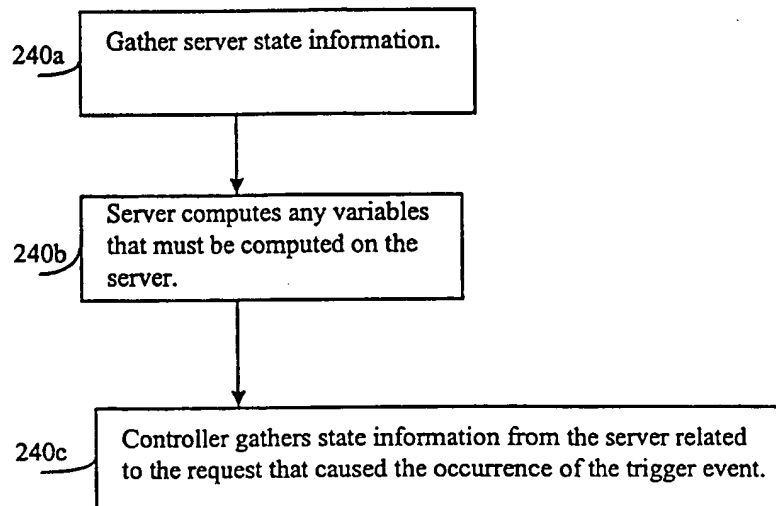 240a
Gather server state information.
240b
Server computes any variables
that must be computed on the
server.
240c
Controller gathers state information from the server related
to the request that caused the occurrence of the trigger event.